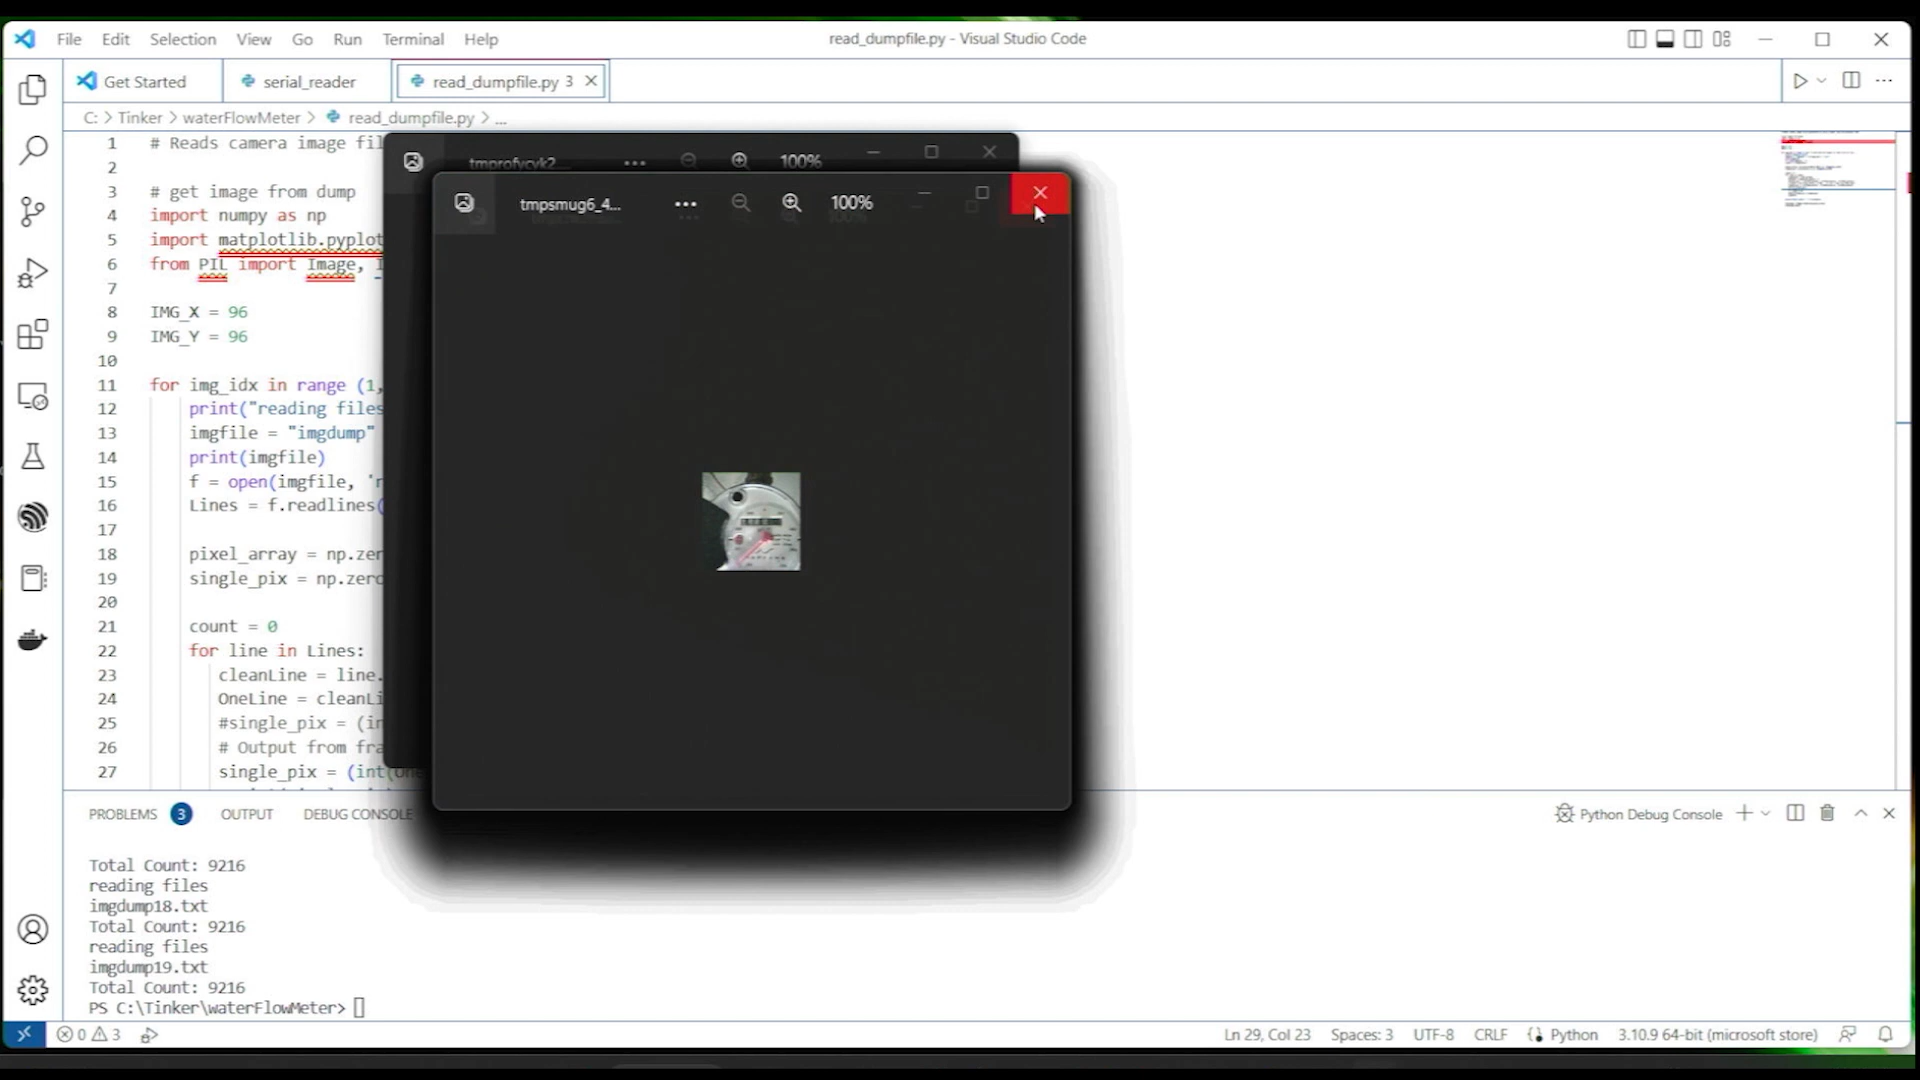 File Edit Selection View Go Run Terminal Help
read_dumpfile.py - Visual Studio Code
Get Started
serial_reader
read_dumpfile.py 3
C: > Tinker > waterFlowMeter > read_dumpfile.py > ...
1 # Reads camera image fil
2
3 # get image from dump
4 import numpy as np
5 import matplotlib.pyplot
6 from PIL import Image,
7
8 IMG_X = 96
9 IMG_Y = 96
10
11 for img_idx in range (1,
12 print("reading files
13 imgfile = "imgdump"
14 print(imgfile)
15 f = open(imgfile, 'r
16 Lines = f.readlines(
17
18 pixel_array = np.zer
19 single_pix = np.zero
20
21 count = 0
22 for line in Lines:
23 cleanLine = line.
24 OneLine = cleanLi
25 #single_pix = (in
26 # Output from fra
27 single_pix = (int(One
tmprofycyk2... 100%
tmpsmug6_4... 100%
PROBLEMS 3 OUTPUT DEBUG CONSOLE
Python Debug Console
Total Count: 9216
reading files
imgdump18.txt
Total Count: 9216
reading files
imgdump19.txt
Total Count: 9216
PS C:\Tinker\waterFlowMeter>
0 3
Ln 29, Col 23 Spaces: 3 UTF-8 CRLF Python 3.10.9 64-bit (microsoft store)